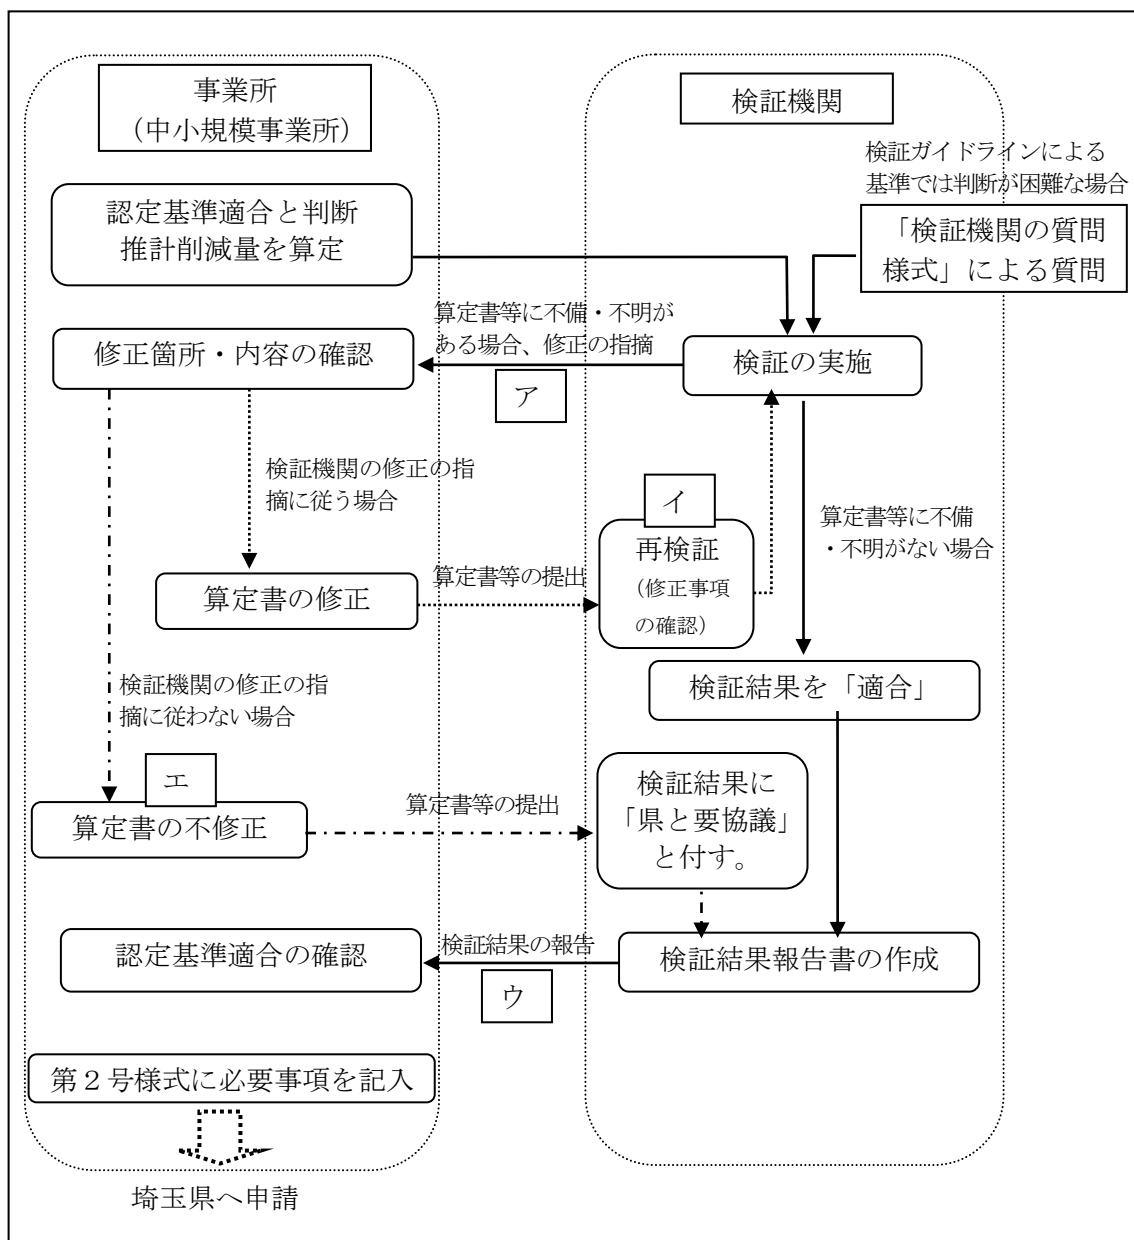 事業所
（中小規模事業所）
検証機関
検証ガイドラインによる
基準では判断が困難な場合
認定基準適合と判断
推計削減量を算定
「検証機関の質問
様式」による質問
算定書等に不備・不明が
ある場合、修正の指摘
修正箇所・内容の確認
検証の実施
ア
検証機関の修正の指
摘に従う場合
イ
算定書等に不備
・不明がない場合
再検証
（修正事項
の確認）
算定書の修正
算定書等の提出
検証機関の修正の指
摘に従わない場合
検証結果を「適合」
エ
算定書の不修正
算定書等の提出
検証結果に
「県と要協議」
と付す。
認定基準適合の確認
検証結果の報告
検証結果報告書の作成
ウ
第２号様式に必要事項を記入
埼玉県へ申請